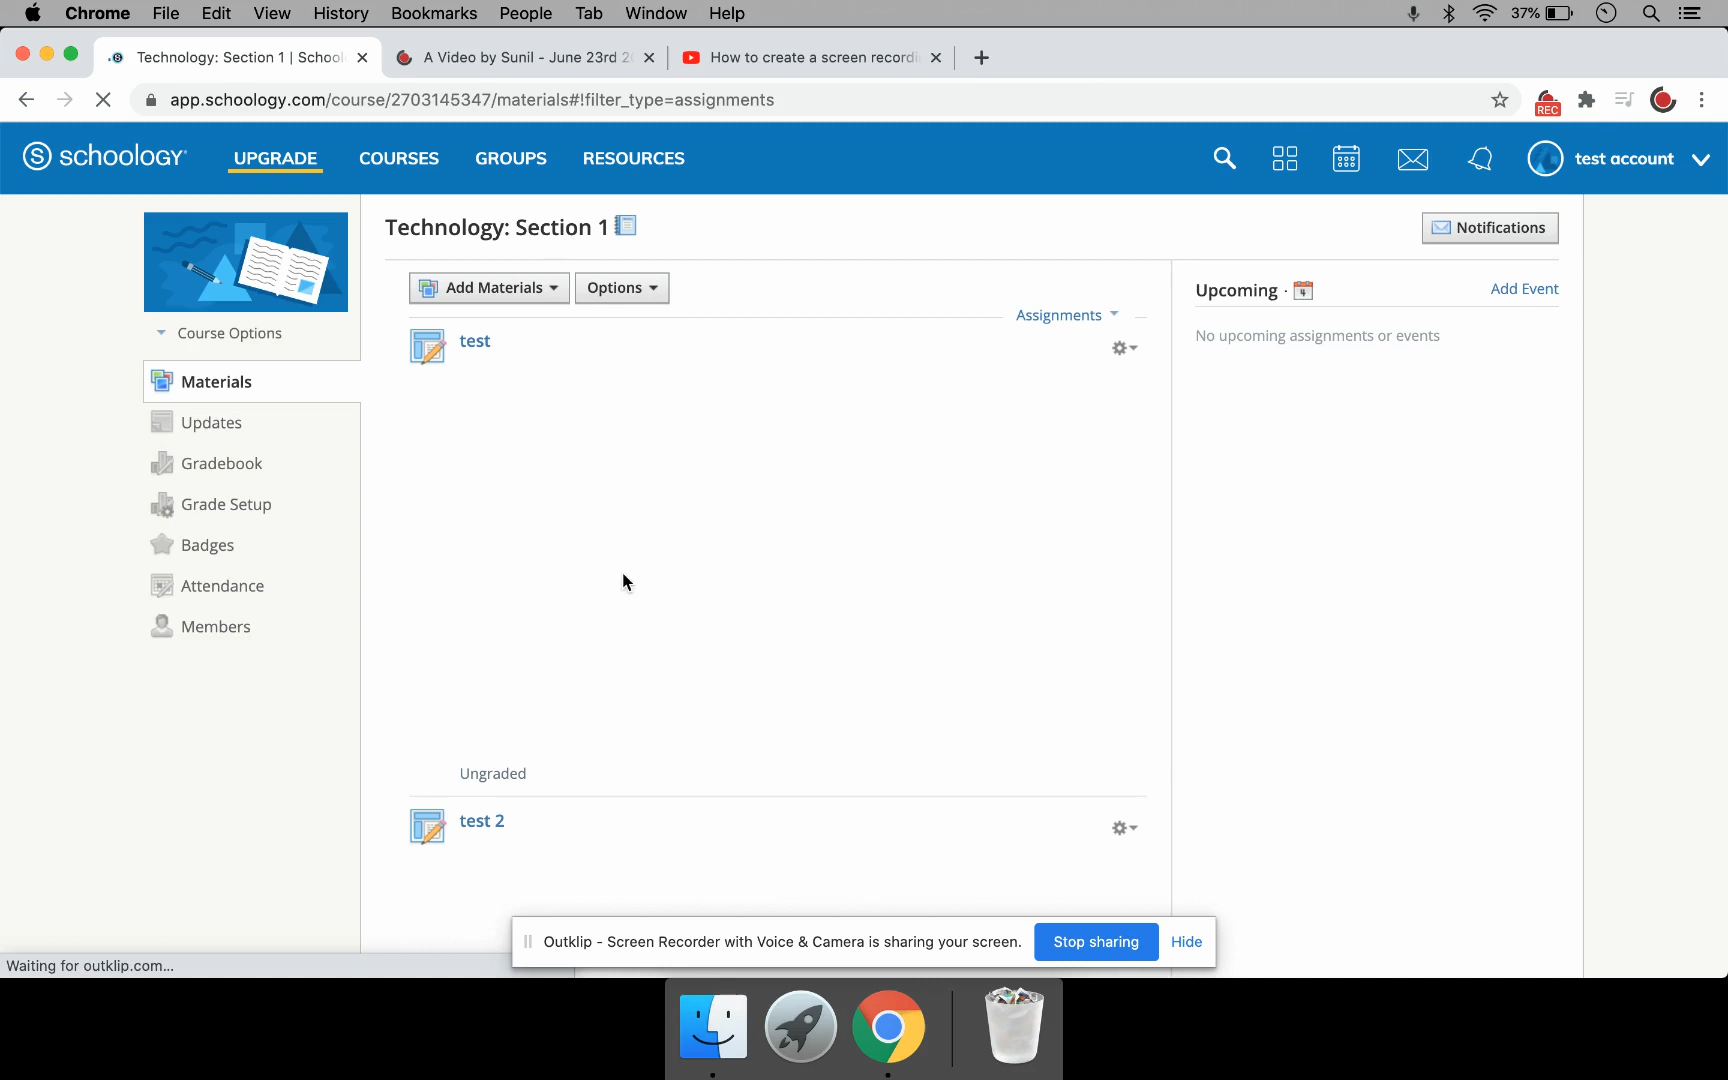 Chrome File Edit View History Bookmarks People Tab Window Help 37%
Technology: Section 1 | School
A Video by Sunil - June 23rd 2
How to create a screen recordi
app.schoology.com/course/2703145347/materials#!filter_type=assignments
REC
S schoology UPGRADE COURSES GROUPS RESOURCES test account
Technology: Section 1
Notifications
Add Materials Options
Assignments
Upcoming · Add Event
No upcoming assignments or events
Course Options
Materials
Updates
Gradebook
Grade Setup
Badges
Attendance
Members
test
Ungraded
test 2
Outklip - Screen Recorder with Voice & Camera is sharing your screen. Stop sharing Hide
Waiting for outklip.com...